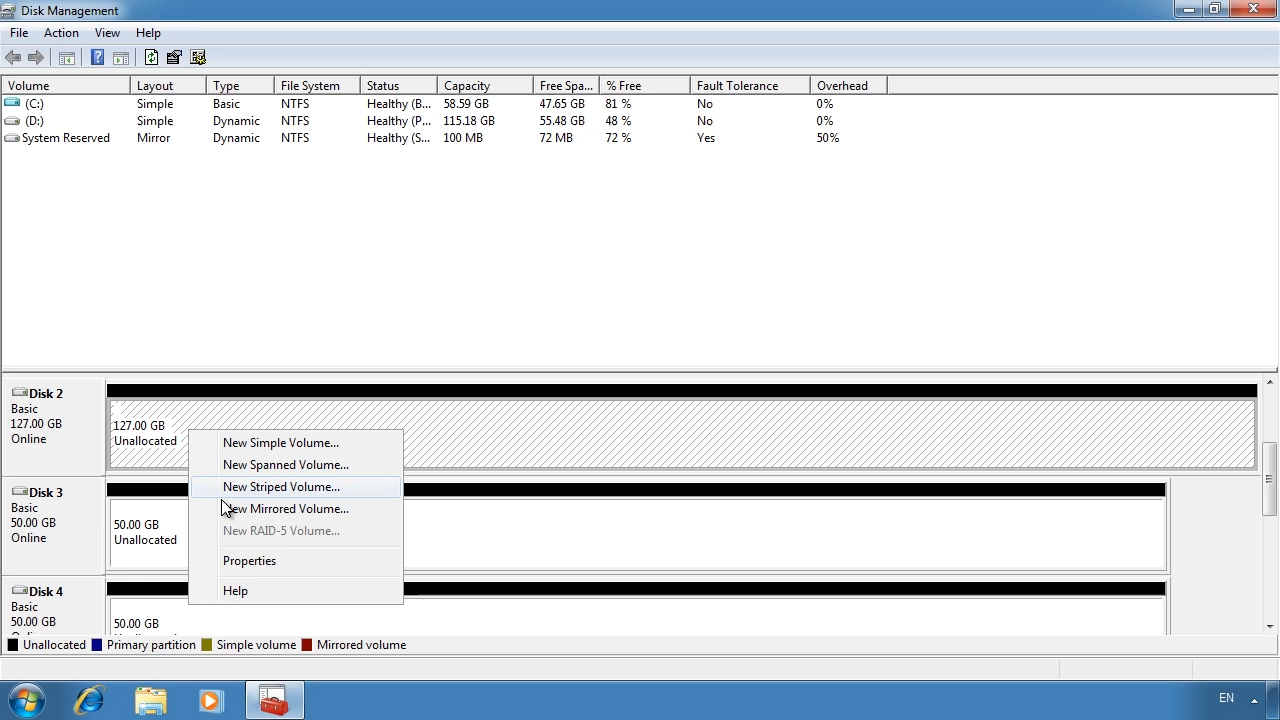 Disk Management
File Action View Help
Volume Layout Type File System Status Capacity Free Spa... % Free Fault Tolerance Overhead
(C:) Simple Basic NTFS Healthy (B... 58.59 GB 47.65 GB 81 % No 0%
(D:) Simple Dynamic NTFS Healthy (P... 115.18 GB 55.48 GB 48 % No 0%
System Reserved Mirror Dynamic NTFS Healthy (S... 100 MB 72 MB 72 % Yes 50%
Disk 2
Basic
127.00 GB
Online
127.00 GB
Unallocated
New Simple Volume...
New Spanned Volume...
New Striped Volume...
New Mirrored Volume...
New RAID-5 Volume...
Properties
Help
Disk 3
Basic
50.00 GB
Online
50.00 GB
Unallocated
Disk 4
Basic
50.00 GB
50.00 GB
Unallocated Primary partition Simple volume Mirrored volume
EN